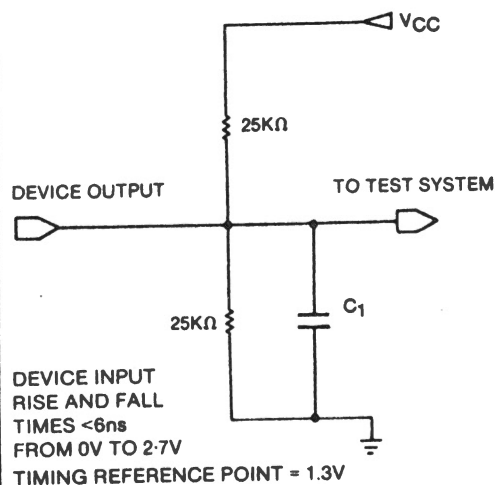 VCC
25KΩ
DEVICE OUTPUT
TO TEST SYSTEM
25KΩ
C1
DEVICE INPUT
RISE AND FALL
TIMES <6ns
FROM 0V TO 2·7V
TIMING REFERENCE POINT = 1.3V